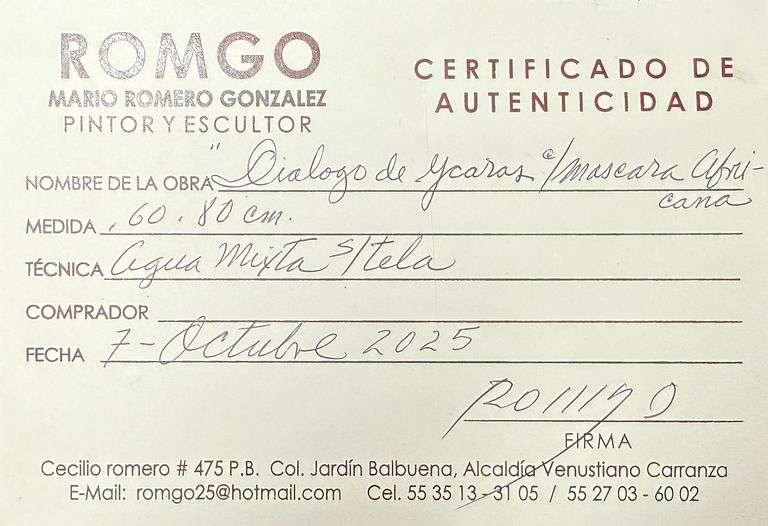 ROMGO
MARIO ROMERO GONZALEZ
PINTOR Y ESCULTOR
CERTIFICADO DE
AUTENTICIDAD
NOMBRE DE LA OBRA "Dialogo de Ycaras c/mascara Afri-
cana
MEDIDA .60 . 80 cm.
TÉCNICA Agua Mixta s/tela
COMPRADOR
FECHA 7 - Octubre 2025
ROMGO
FIRMA
Cecilio romero # 475 P.B. Col. Jardín Balbuena, Alcaldía Venustiano Carranza
E-Mail: romgo25@hotmail.com Cel. 55 35 13 - 31 05 / 55 27 03 - 60 02